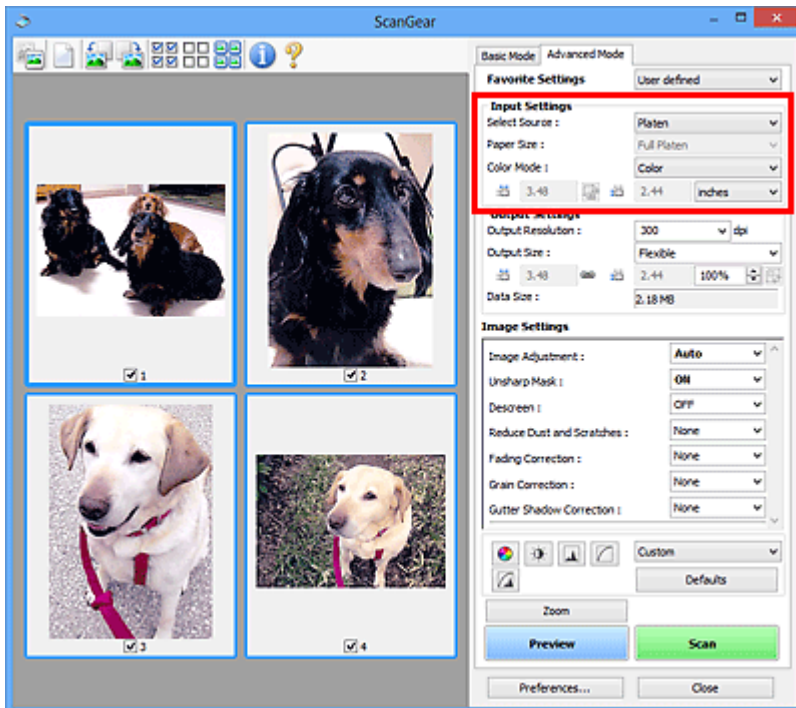 ScanGear
Basic Mode Advanced Mode
Favorite Settings User defined
Input Settings
Select Source : Platen
Paper Size : Full Platen
Color Mode : Color
3.48 2.44 inches
Output Settings
Output Resolution : 300 dpi
Output Size : Flexible
3.48 2.44 100%
Data Size : 2.18 MB
Image Settings
Image Adjustment : Auto
Unsharp Mask : ON
Descreen : OFF
Reduce Dust and Scratches : None
Fading Correction : None
Grain Correction : None
Gutter Shadow Correction : None
Custom
Defaults
Zoom
Preview Scan
Preferences... Close
1
2
3
4